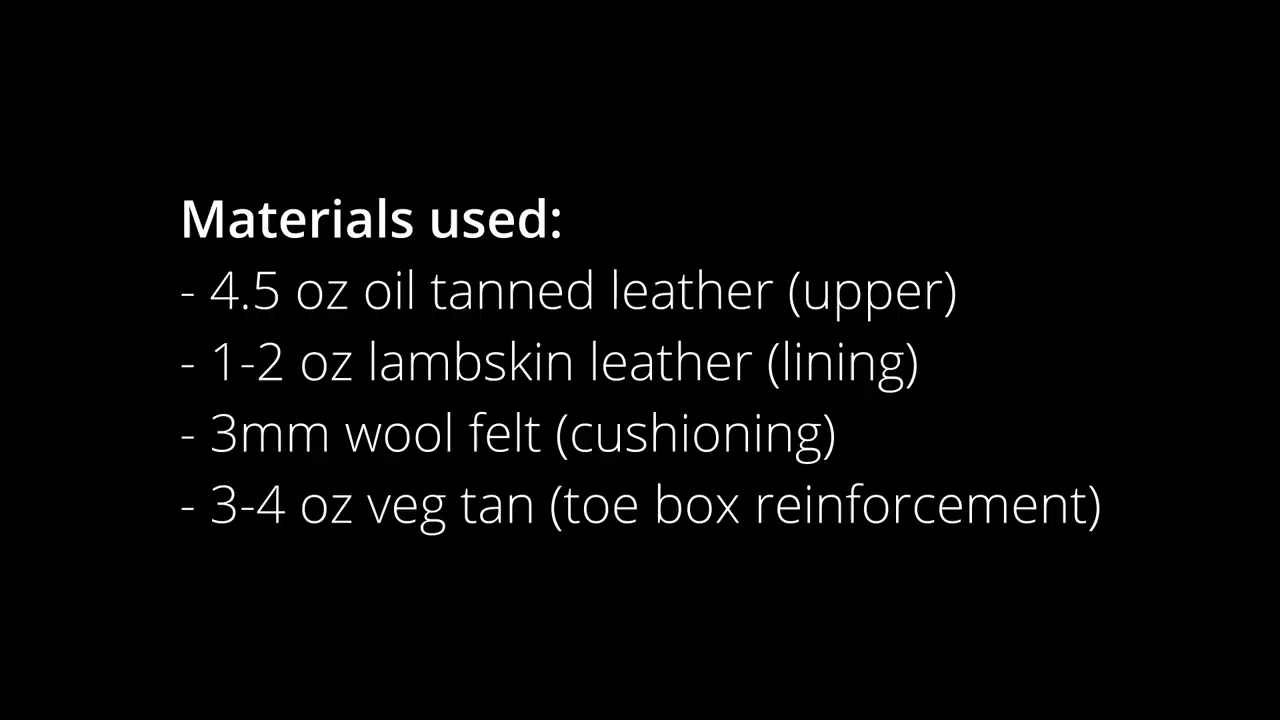 Materials used:
- 4.5 oz oil tanned leather (upper)
- 1-2 oz lambskin leather (lining)
- 3mm wool felt (cushioning)
- 3-4 oz veg tan (toe box reinforcement)